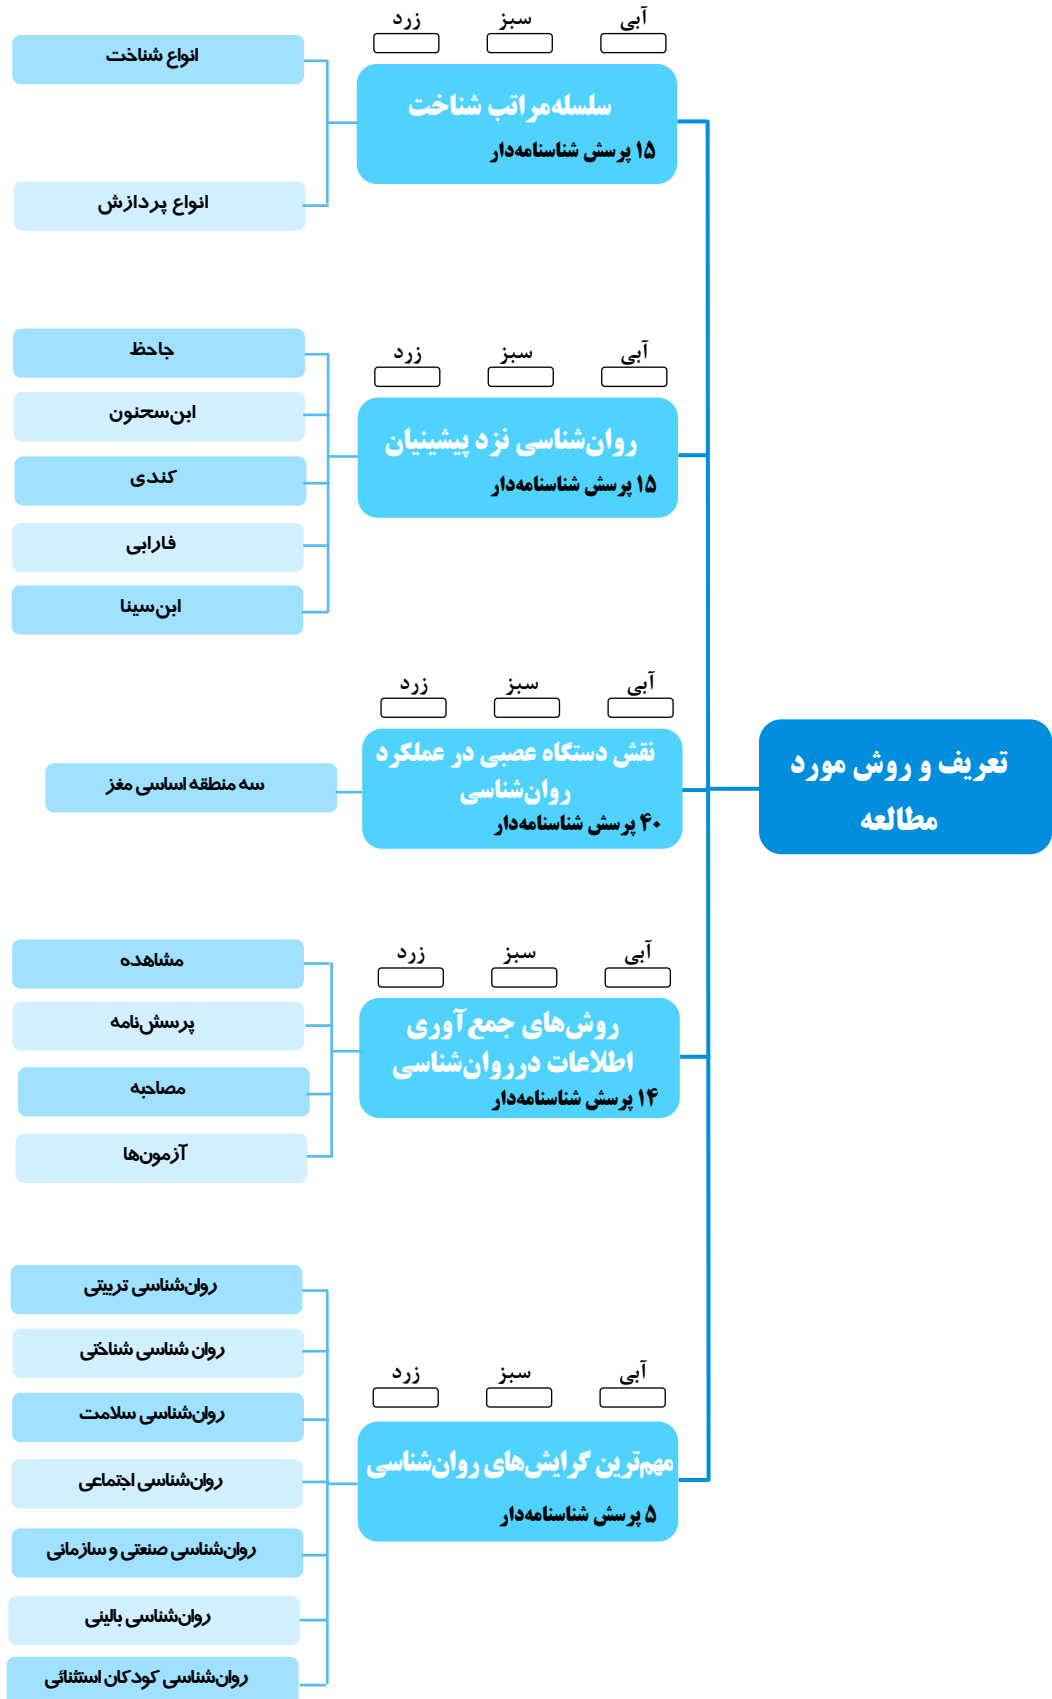 تعریف و روش مورد
مطالعه
آبی سبز زرد
سلسله‌مراتب شناخت
۱۵ پرسش شناسنامه‌دار
انواع شناخت
انواع پردازش
آبی سبز زرد
روان‌شناسی نزد پیشینیان
۱۵ پرسش شناسنامه‌دار
جاحظ
ابن‌سحنون
کندی
فارابی
ابن‌سینا
آبی سبز زرد
نقش دستگاه عصبی در عملکرد
روان‌شناسی
۴۰ پرسش شناسنامه‌دار
سه منطقه اساسی مغز
آبی سبز زرد
روش‌های جمع‌آوری
اطلاعات درروان‌شناسی
۱۴ پرسش شناسنامه‌دار
مشاهده
پرسش‌نامه
مصاحبه
آزمون‌ها
آبی سبز زرد
مهم‌ترین گرایش‌های روان‌شناسی
۵ پرسش شناسنامه‌دار
روان‌شناسی تربیتی
روان شناسی شناختی
روان‌شناسی سلامت
روان‌شناسی اجتماعی
روان‌شناسی صنعتی و سازمانی
روان‌شناسی بالینی
روان‌شناسی کودکان استثنائی